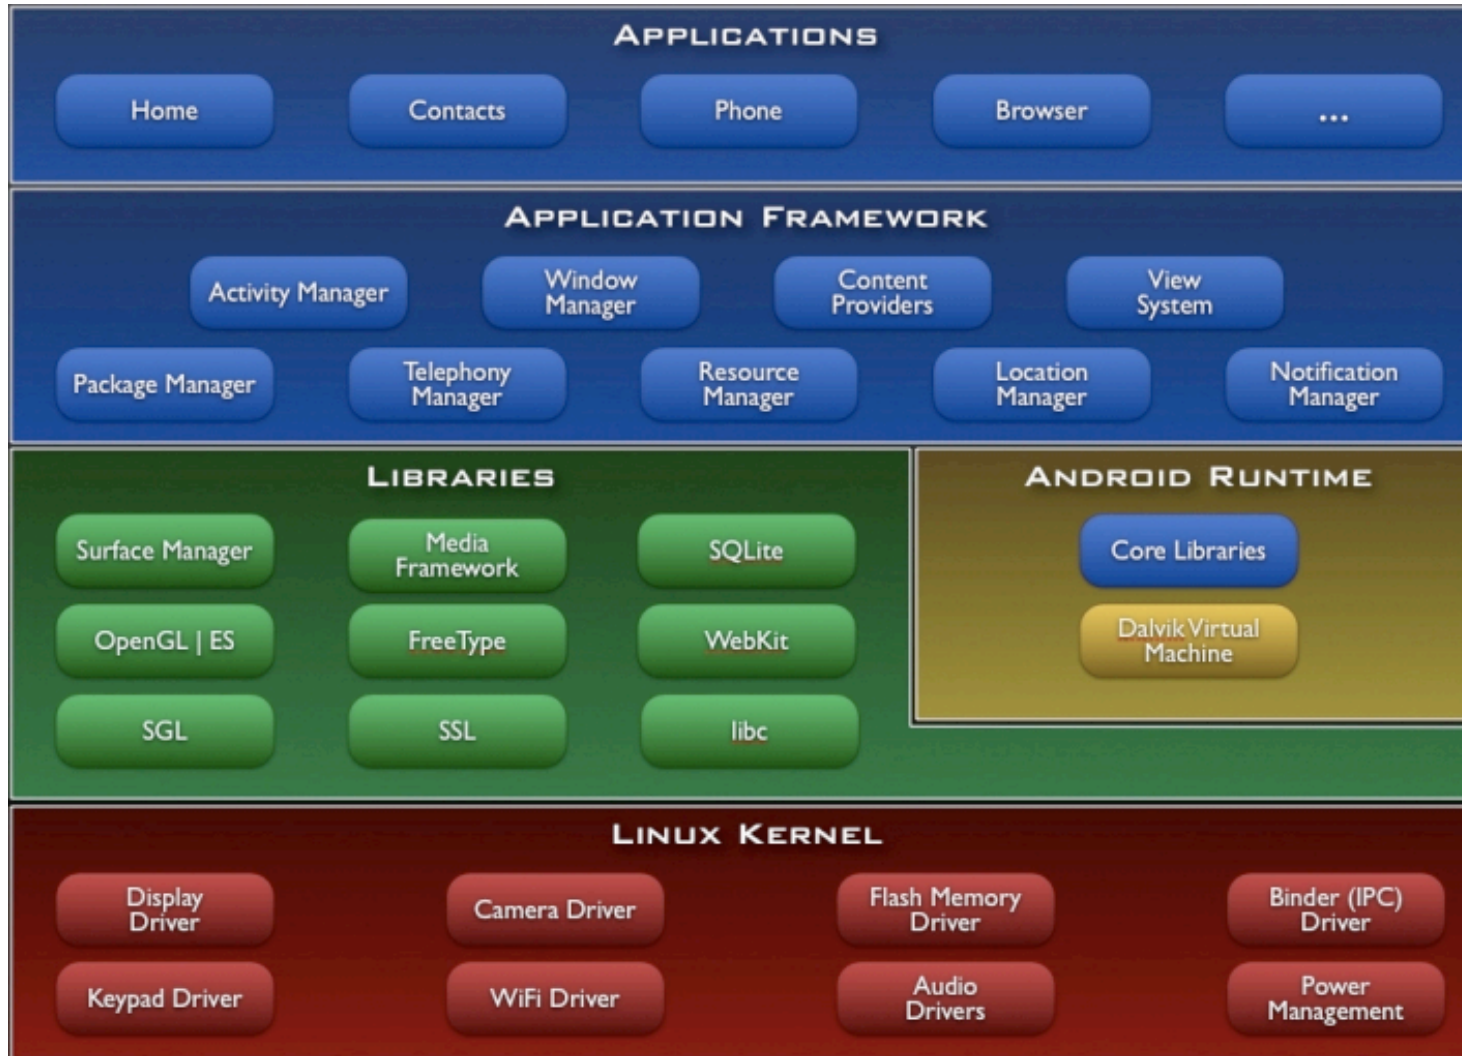 APPLICATIONS
Home
Contacts
Phone
Browser
...
APPLICATION FRAMEWORK
Activity Manager
Window
Manager
Content
Providers
View
System
Package Manager
Telephony
Manager
Resource
Manager
Location
Manager
Notification
Manager
LIBRARIES
Surface Manager
Media
Framework
SQLite
OpenGL | ES
FreeType
WebKit
SGL
SSL
libc
ANDROID RUNTIME
Core Libraries
Dalvik Virtual
Machine
LINUX KERNEL
Display
Driver
Camera Driver
Flash Memory
Driver
Binder (IPC)
Driver
Keypad Driver
WiFi Driver
Audio
Drivers
Power
Management